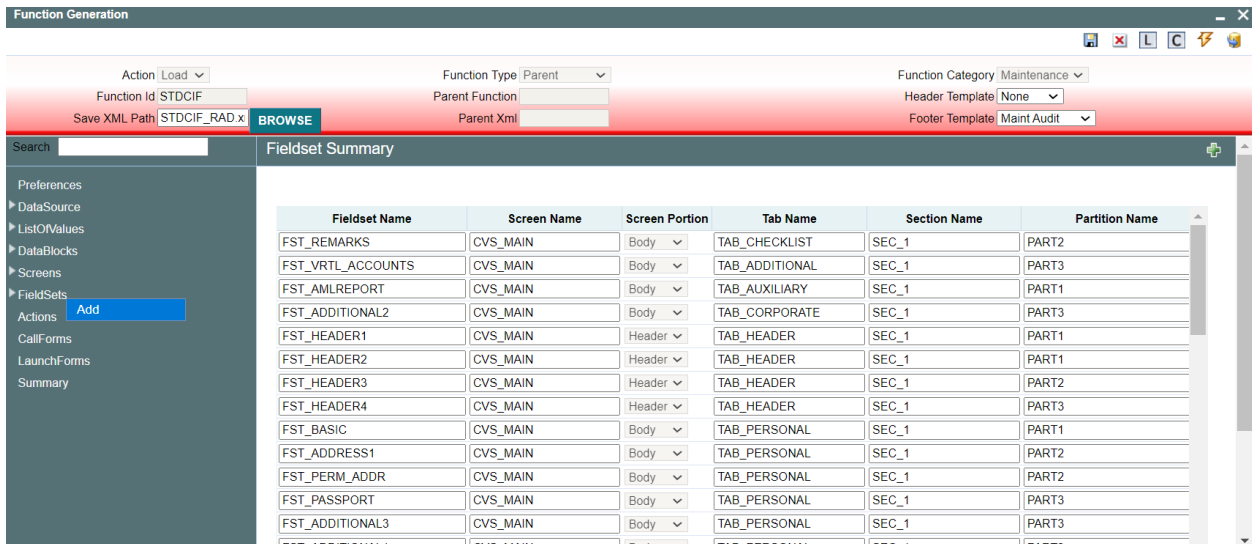 Function Generation
L C
Action Load Function Type Parent Function Category Maintenance
Function Id STDCIF Parent Function Header Template None
Save XML Path STDCIF_RAD.x BROWSE Parent Xml Footer Template Maint Audit
Search Fieldset Summary
Preferences
DataSource
ListOfValues
DataBlocks
Screens
FieldSets
Add
Actions
CallForms
LaunchForms
Summary
Fieldset Name Screen Name Screen Portion Tab Name Section Name Partition Name
FST_REMARKS CVS_MAIN Body TAB_CHECKLIST SEC_1 PART2
FST_VRTL_ACCOUNTS CVS_MAIN Body TAB_ADDITIONAL SEC_1 PART3
FST_AMLREPORT CVS_MAIN Body TAB_AUXILIARY SEC_1 PART1
FST_ADDITIONAL2 CVS_MAIN Body TAB_CORPORATE SEC_1 PART3
FST_HEADER1 CVS_MAIN Header TAB_HEADER SEC_1 PART1
FST_HEADER2 CVS_MAIN Header TAB_HEADER SEC_1 PART1
FST_HEADER3 CVS_MAIN Header TAB_HEADER SEC_1 PART2
FST_HEADER4 CVS_MAIN Header TAB_HEADER SEC_1 PART3
FST_BASIC CVS_MAIN Body TAB_PERSONAL SEC_1 PART1
FST_ADDRESS1 CVS_MAIN Body TAB_PERSONAL SEC_1 PART2
FST_PERM_ADDR CVS_MAIN Body TAB_PERSONAL SEC_1 PART2
FST_PASSPORT CVS_MAIN Body TAB_PERSONAL SEC_1 PART3
FST_ADDITIONAL3 CVS_MAIN Body TAB_PERSONAL SEC_1 PART3